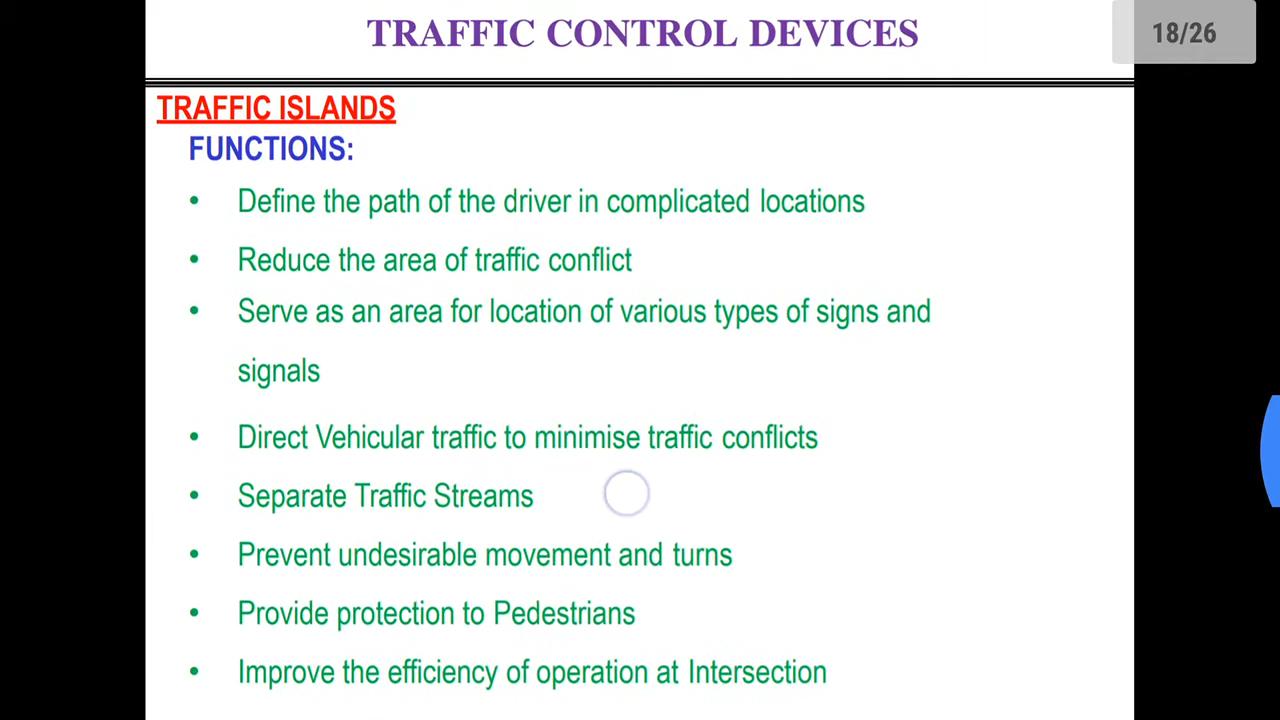 TRAFFIC CONTROL DEVICES
18/26
TRAFFIC ISLANDS
FUNCTIONS:
• Define the path of the driver in complicated locations
• Reduce the area of traffic conflict
• Serve as an area for location of various types of signs and
signals
• Direct Vehicular traffic to minimise traffic conflicts
• Separate Traffic Streams
• Prevent undesirable movement and turns
• Provide protection to Pedestrians
• Improve the efficiency of operation at Intersection